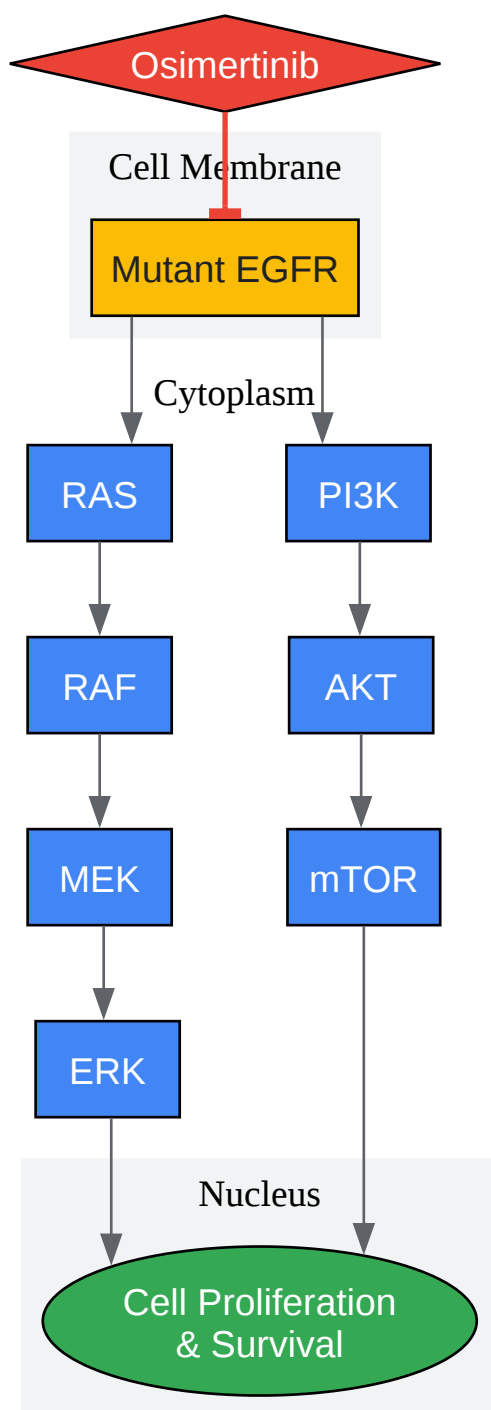 Osimertinib
Cell Membrane
Mutant EGFR
Cytoplasm
RAS
PI3K
RAF
AKT
MEK
mTOR
ERK
Nucleus
Cell Proliferation
& Survival